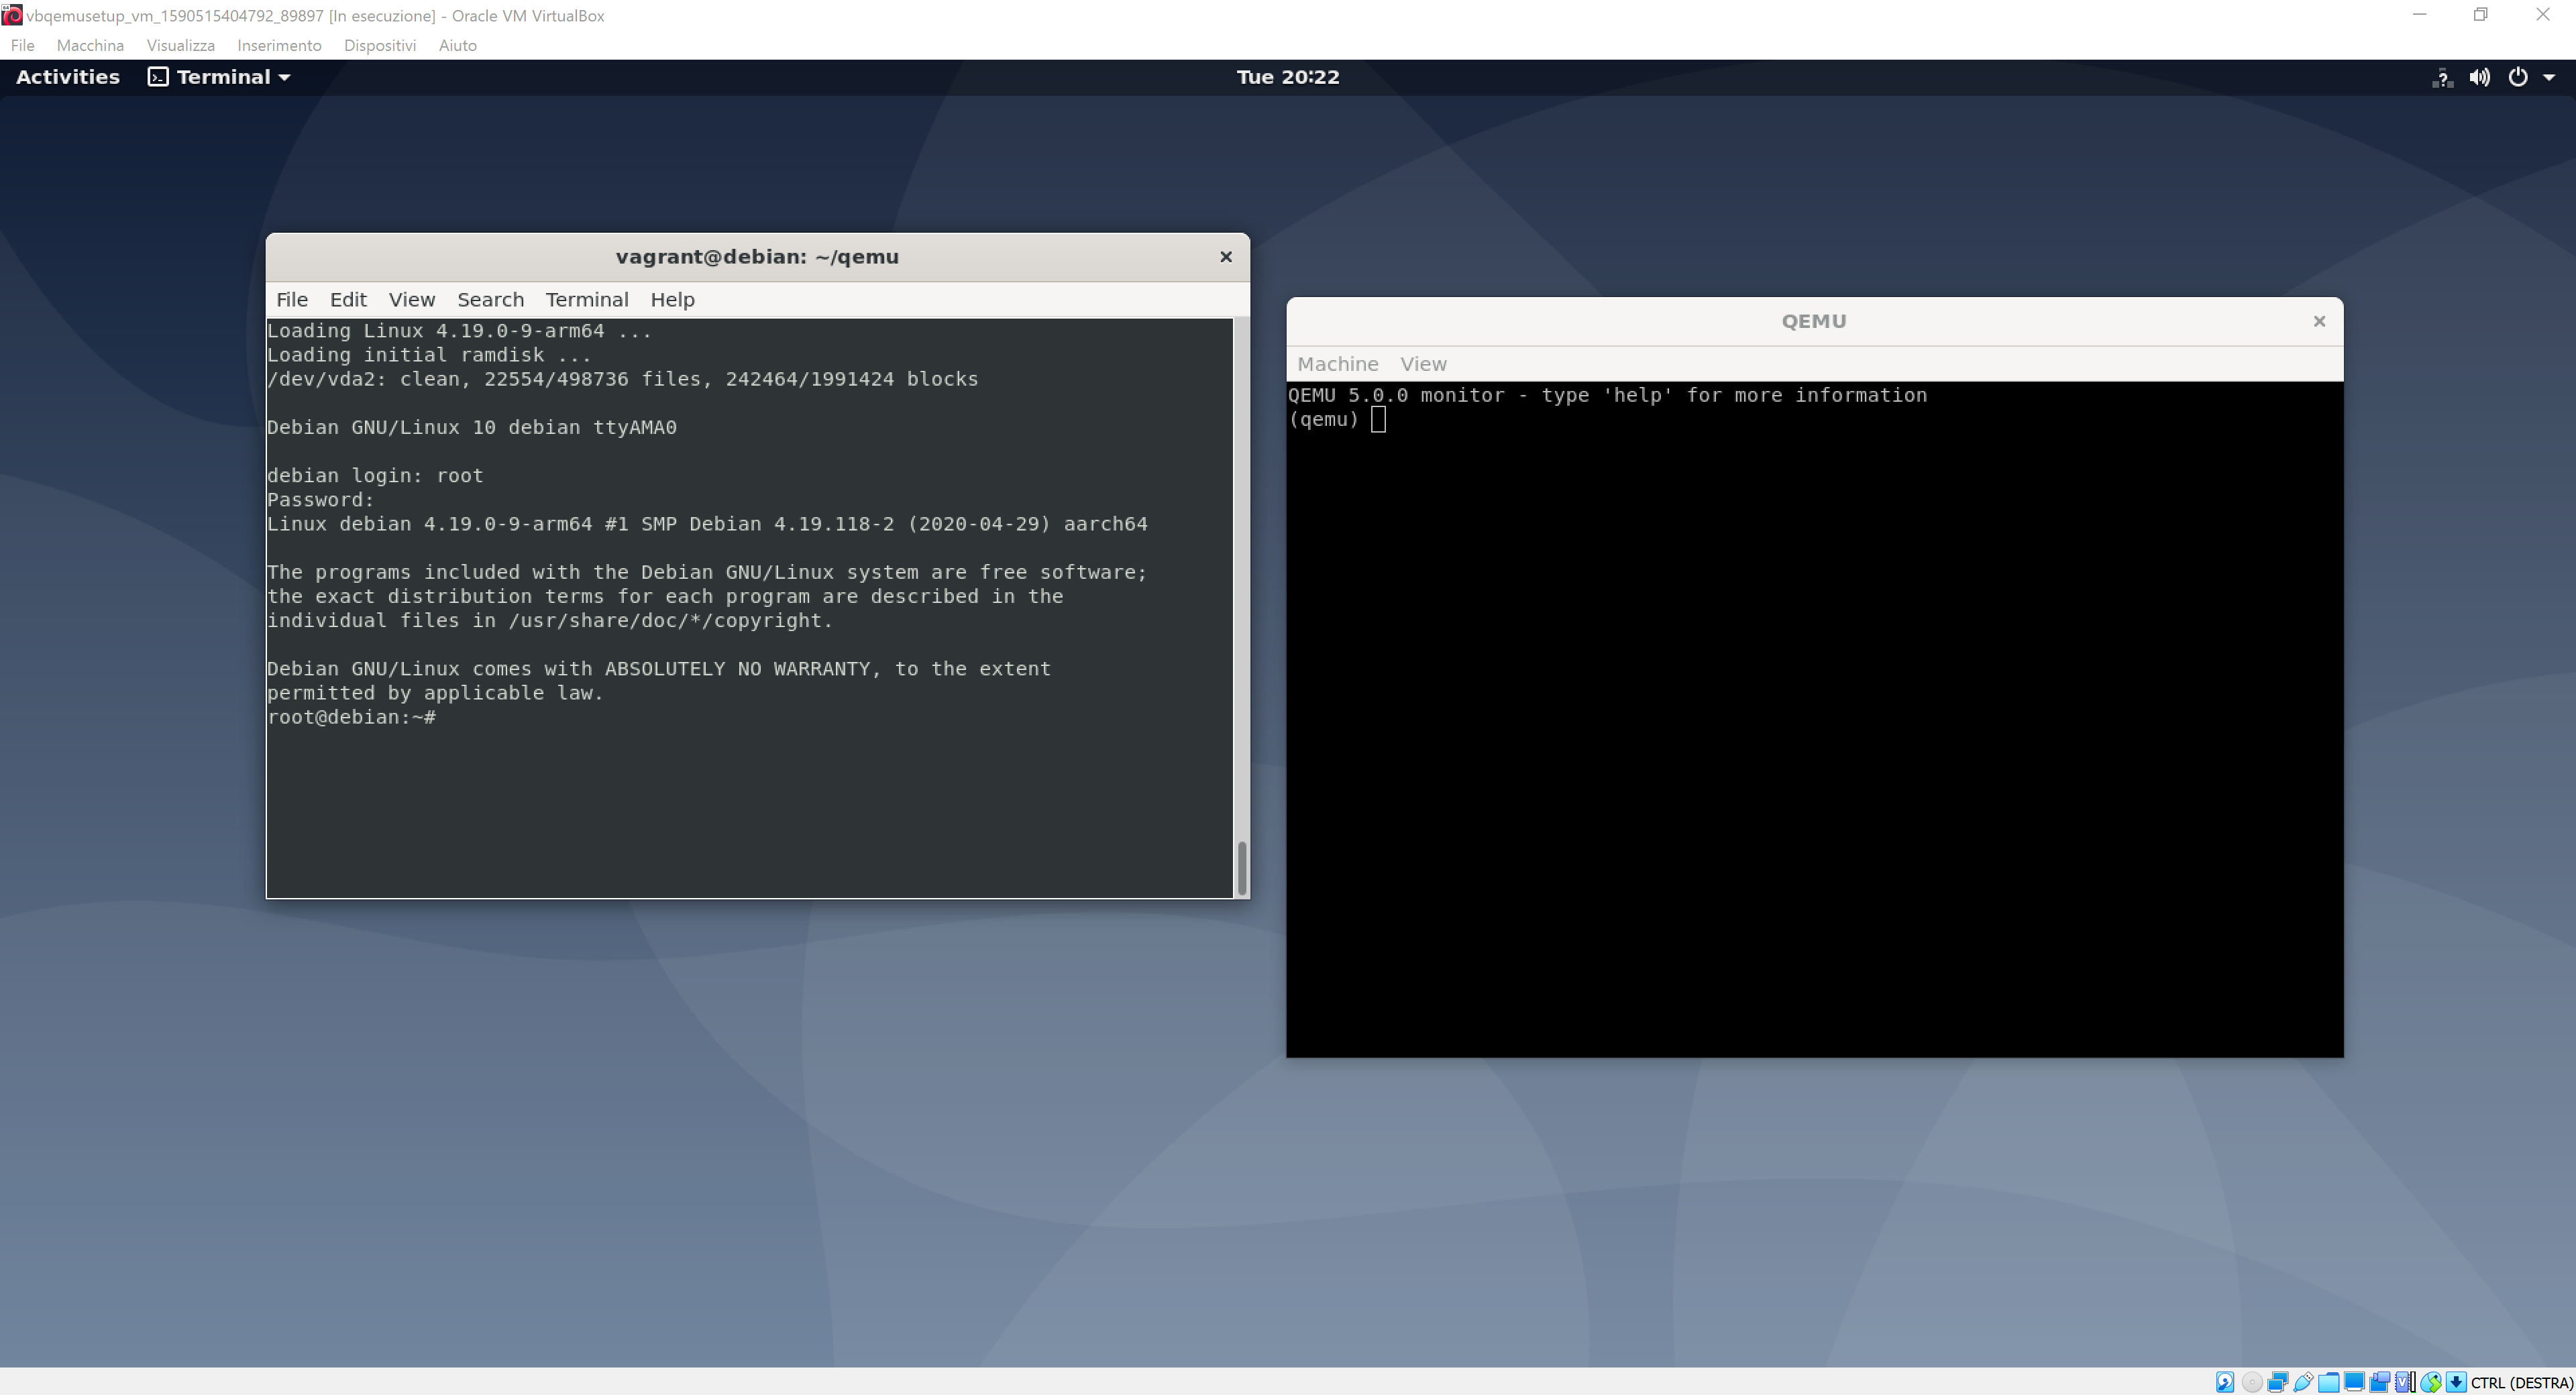 vbqemusetup_vm_1590515404792_89897 [In esecuzione] - Oracle VM VirtualBox
File Macchina Visualizza Inserimento Dispositivi Aiuto
Activities Terminal Tue 20:22
vagrant@debian: ~/qemu
File Edit View Search Terminal Help
Loading Linux 4.19.0-9-arm64 ...
Loading initial ramdisk ...
/dev/vda2: clean, 22554/498736 files, 242464/1991424 blocks
Debian GNU/Linux 10 debian ttyAMA0
debian login: root
Password:
Linux debian 4.19.0-9-arm64 #1 SMP Debian 4.19.118-2 (2020-04-29) aarch64
The programs included with the Debian GNU/Linux system are free software;
the exact distribution terms for each program are described in the
individual files in /usr/share/doc/*/copyright.
Debian GNU/Linux comes with ABSOLUTELY NO WARRANTY, to the extent
permitted by applicable law.
root@debian:~#
QEMU
Machine View
QEMU 5.0.0 monitor - type 'help' for more information
(qemu)
CTRL (DESTRA)